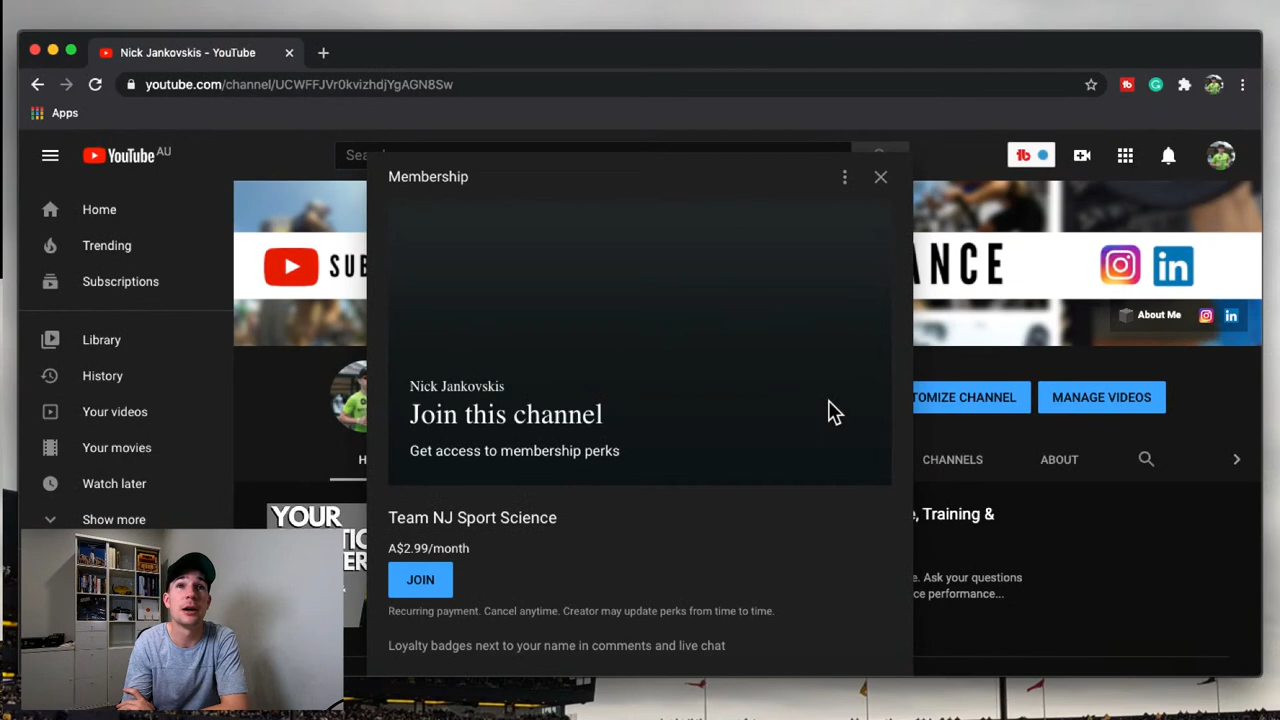 Nick Jankovskis - YouTube
youtube.com/channel/UCWFFJVr0kvizhdjYgAGN8Sw
Apps
YouTube AU
Sea
tb
Membership
Home
Trending
Subscriptions
SUB
ANCE
About Me
Library
History
Your videos
Your movies
Watch later
Show more
Nick Jankovskis
Join this channel
Get access to membership perks
TOMIZE CHANNEL
MANAGE VIDEOS
H
CHANNELS
ABOUT
YOUR
Team NJ Sport Science
A$2.99/month
JOIN
Recurring payment. Cancel anytime. Creator may update perks from time to time.
Loyalty badges next to your name in comments and live chat
e, Training &
. Ask your questions
ce performance...